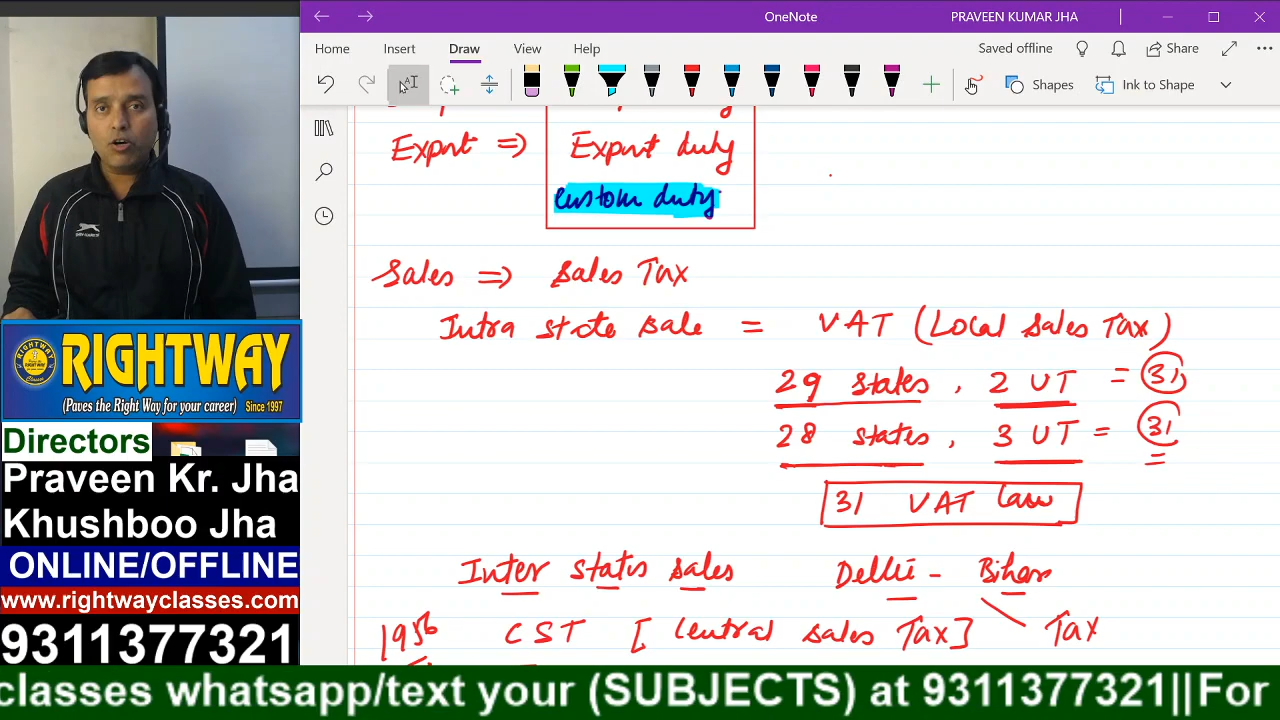 OneNote
PRAVEEN KUMAR JHA
Home Insert Draw View Help
Saved offline
Share
Shapes
Ink to Shape
Export => Export duty
custom duty
Sales => Sales Tax
Intra state sale = VAT (Local Sales Tax)
29 states, 2 UT = 31
28 states, 3 UT = 31
31 VAT law
Inter states sales Delhi - Bihar
1956 CST [Central Sales Tax] Tax
RIGHTWAY
(Paves the Right Way for your career) Since 1997
Directors
Praveen Kr. Jha
Khushboo Jha
ONLINE/OFFLINE
www.rightwayclasses.com
9311377321
classes whatsapp/text your (SUBJECTS) at 9311377321||For